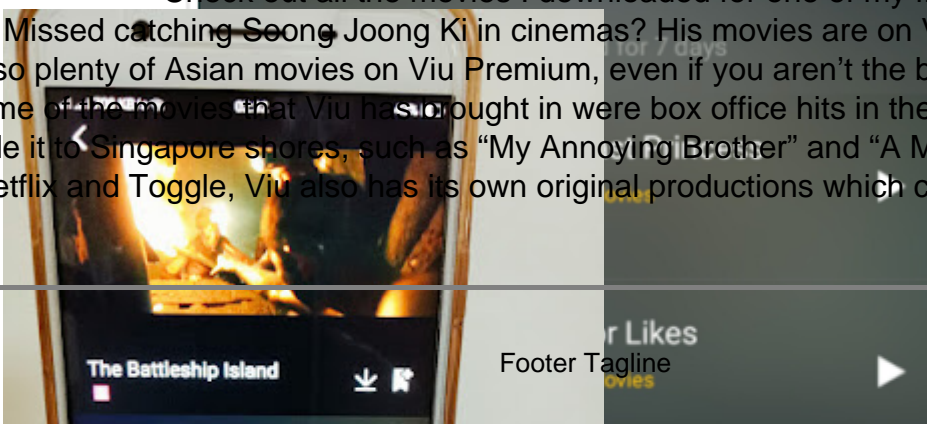 Check out all the movies I downloaded for one of my
Missed catching Soong Joong Ki in cinemas? His movies are on V
for 7 days
so plenty of Asian movies on Viu Premium, even if you aren’t the b
me of the movies that Viu has brought in were box office hits in the
le it to Singapore shores, such as “My Annoying Brother” and “A M
etflix and Toggle, Viu also has its own original productions which c
ovies
r Likes
Footer Tagline
The Battleship Island
ovies